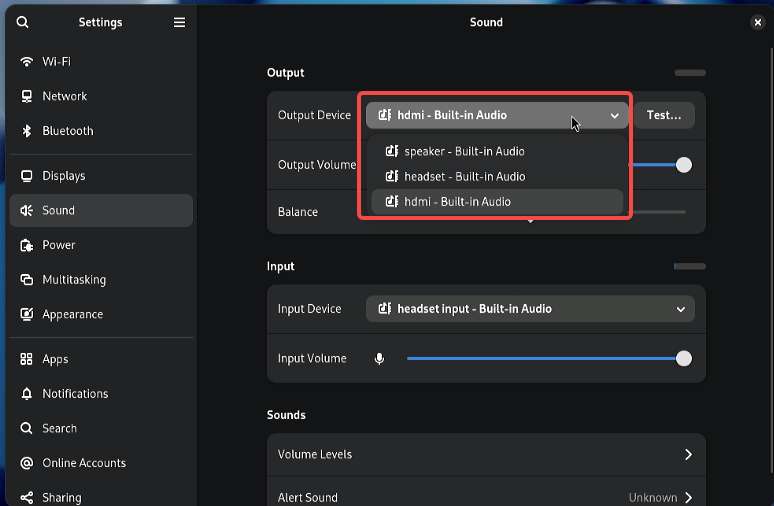 Settings
Sound
Wi-Fi
Network
Bluetooth
Displays
Sound
Power
Multitasking
Appearance
Apps
Notifications
Search
Online Accounts
Sharing
Output
Output Device
hdmi - Built-in Audio
Test...
speaker - Built-in Audio
headset - Built-in Audio
hdmi - Built-in Audio
Output Volume
Balance
Input
Input Device
headset input - Built-in Audio
Input Volume
Sounds
Volume Levels
Alert Sound
Unknown